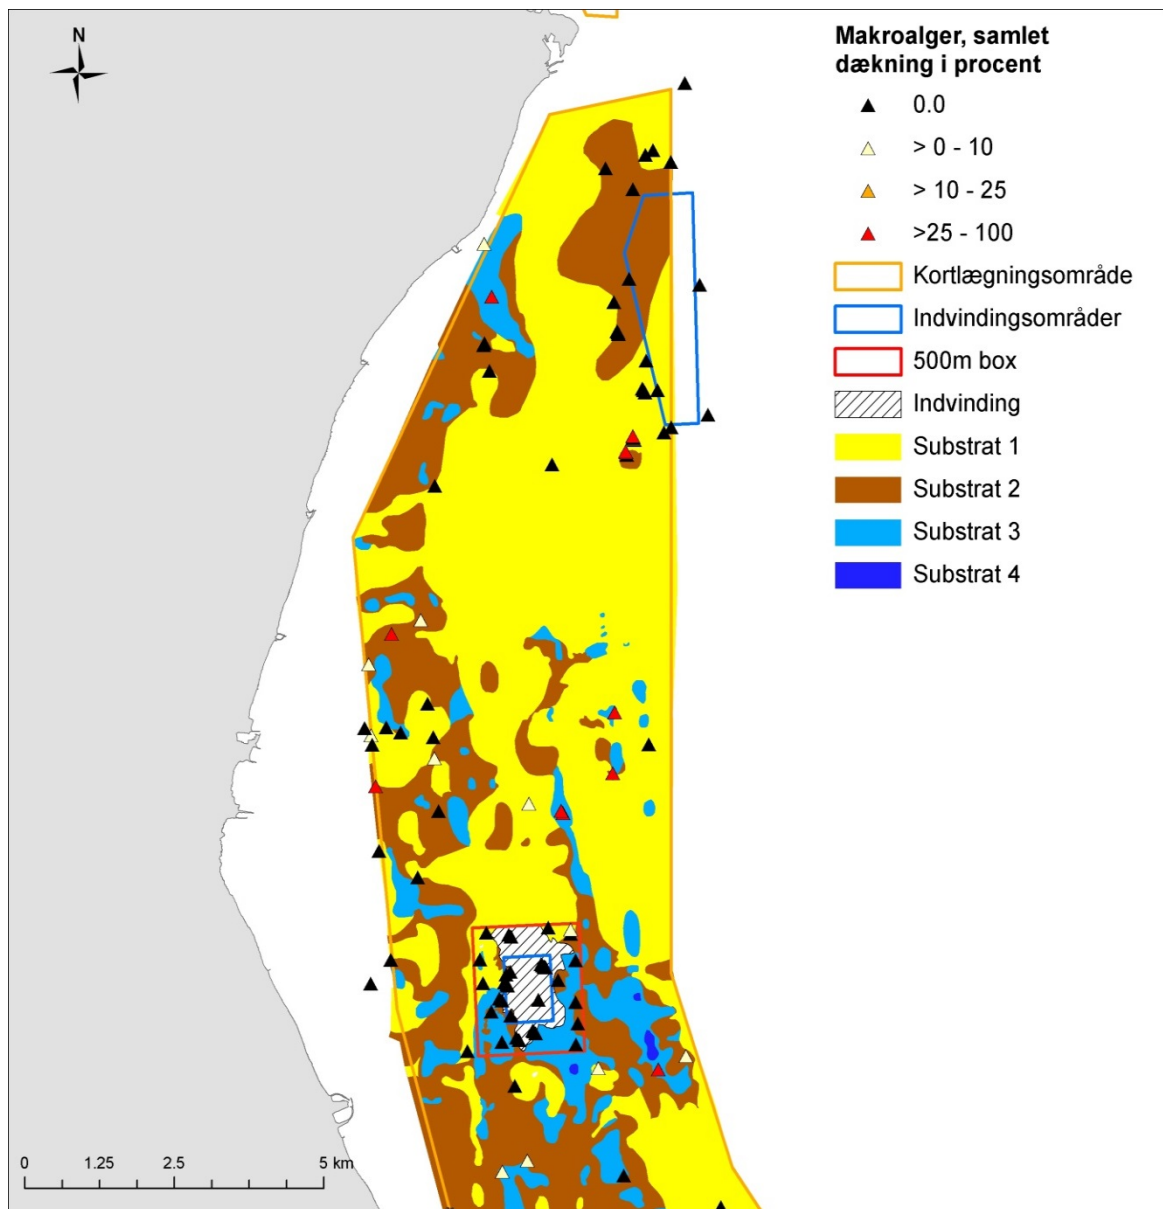 N
Makroalger, samlet
dækning i procent
0.0
> 0 - 10
> 10 - 25
>25 - 100
Kortlægningsområde
Indvindingsområder
500m box
Indvinding
Substrat 1
Substrat 2
Substrat 3
Substrat 4
0 1.25 2.5 5 km